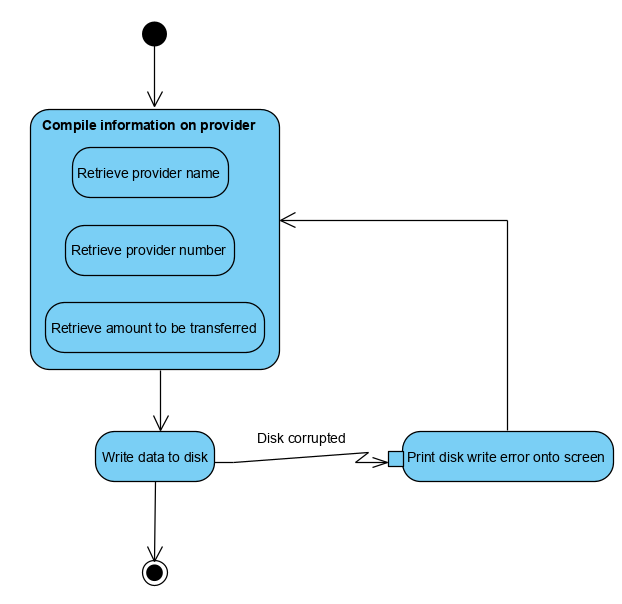 Compile information on provider
Retrieve provider name
Retrieve provider number
Retrieve amount to be transferred
Disk corrupted
Write data to disk
Print disk write error onto screen